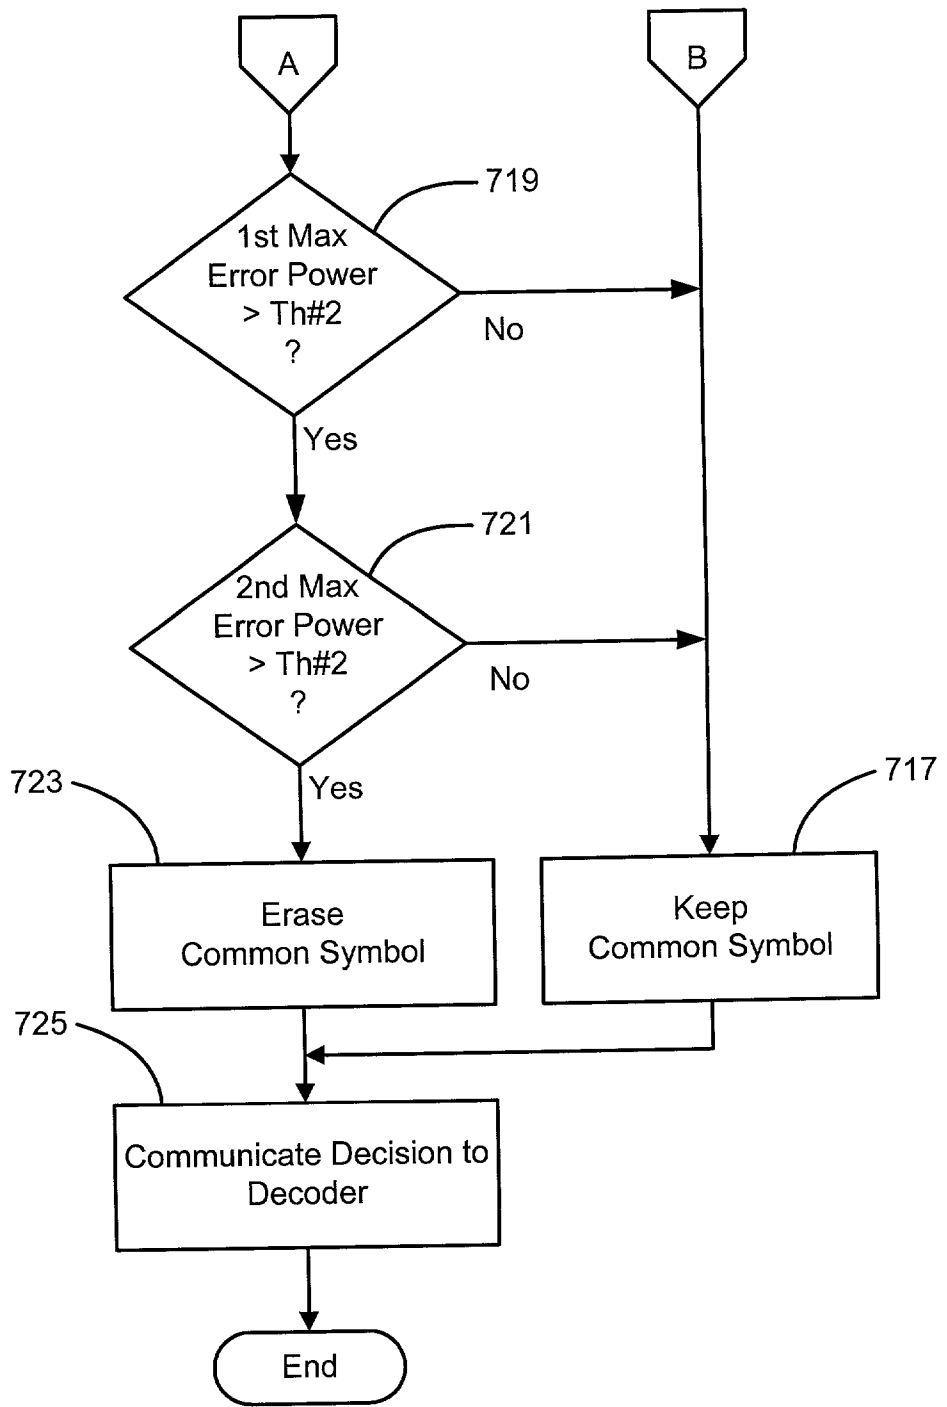 A
B
719
1st Max
Error Power
> Th#2
?
No
Yes
721
2nd Max
Error Power
> Th#2
?
No
Yes
723
717
Erase
Common Symbol
Keep
Common Symbol
725
Communicate Decision to
Decoder
End